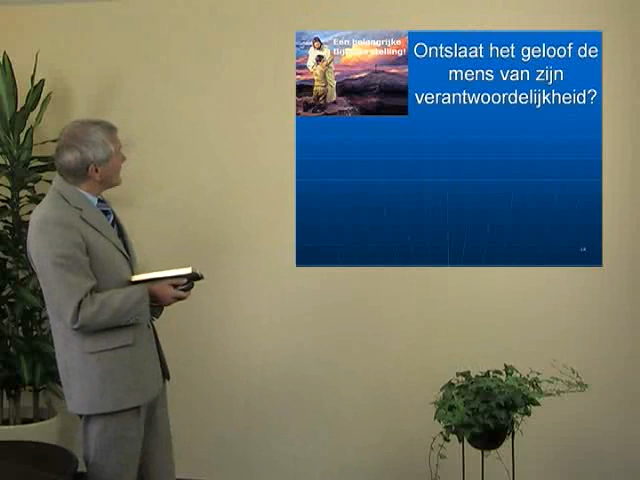 Een belangrijke
Ontslaat het geloof de
mens van zijn
verantwoordelijkheid?